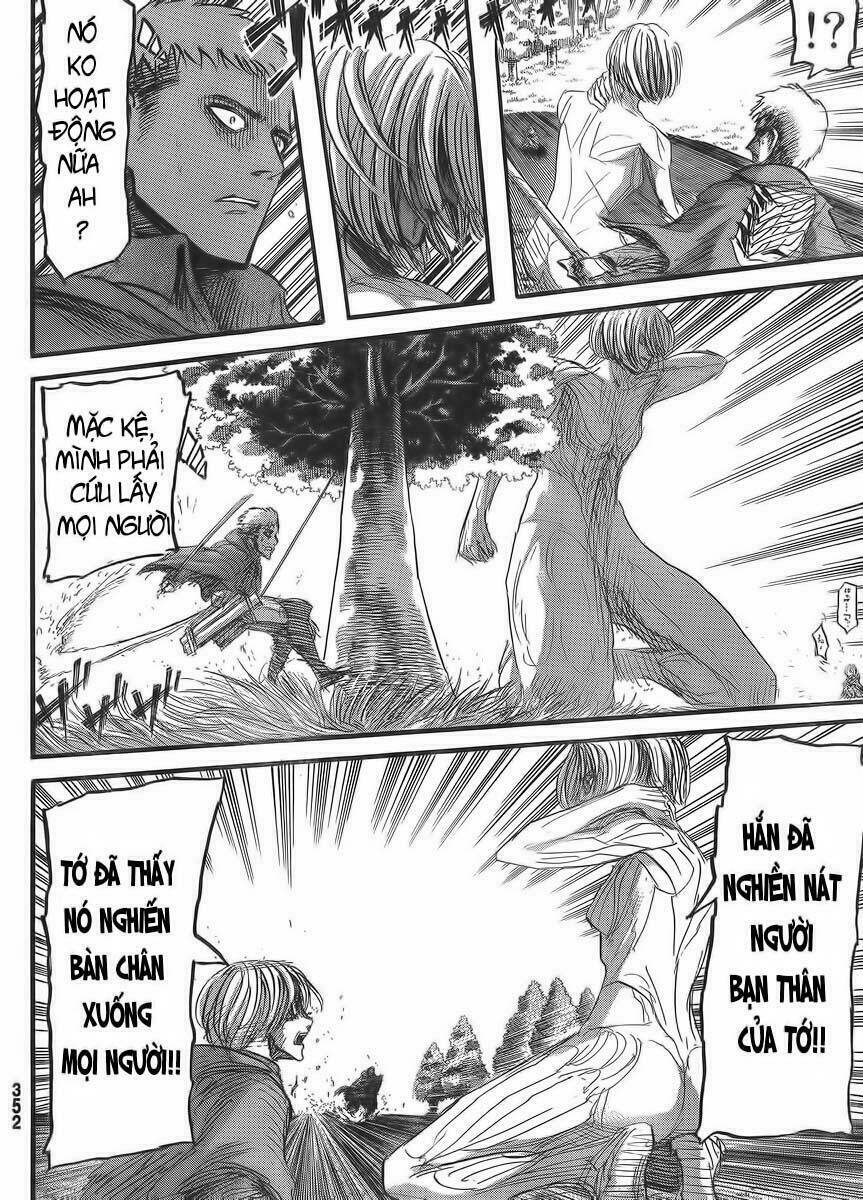 !?
NÓ
KO
HOẠT
ĐỘNG
NỮA
AH
?
MẶC KỆ,
MÌNH PHẢI
CỨU LẤY
MỌI NGƯỜI
HẮN ĐÃ
NGHIỀN NÁT
NGƯỜI
BẠN THÂN
CỦA TỚ!!
TỚ ĐÃ THẤY
NÓ NGHIẾN
BÀN CHÂN
XUỐNG
MỌI NGƯỜI!!
352